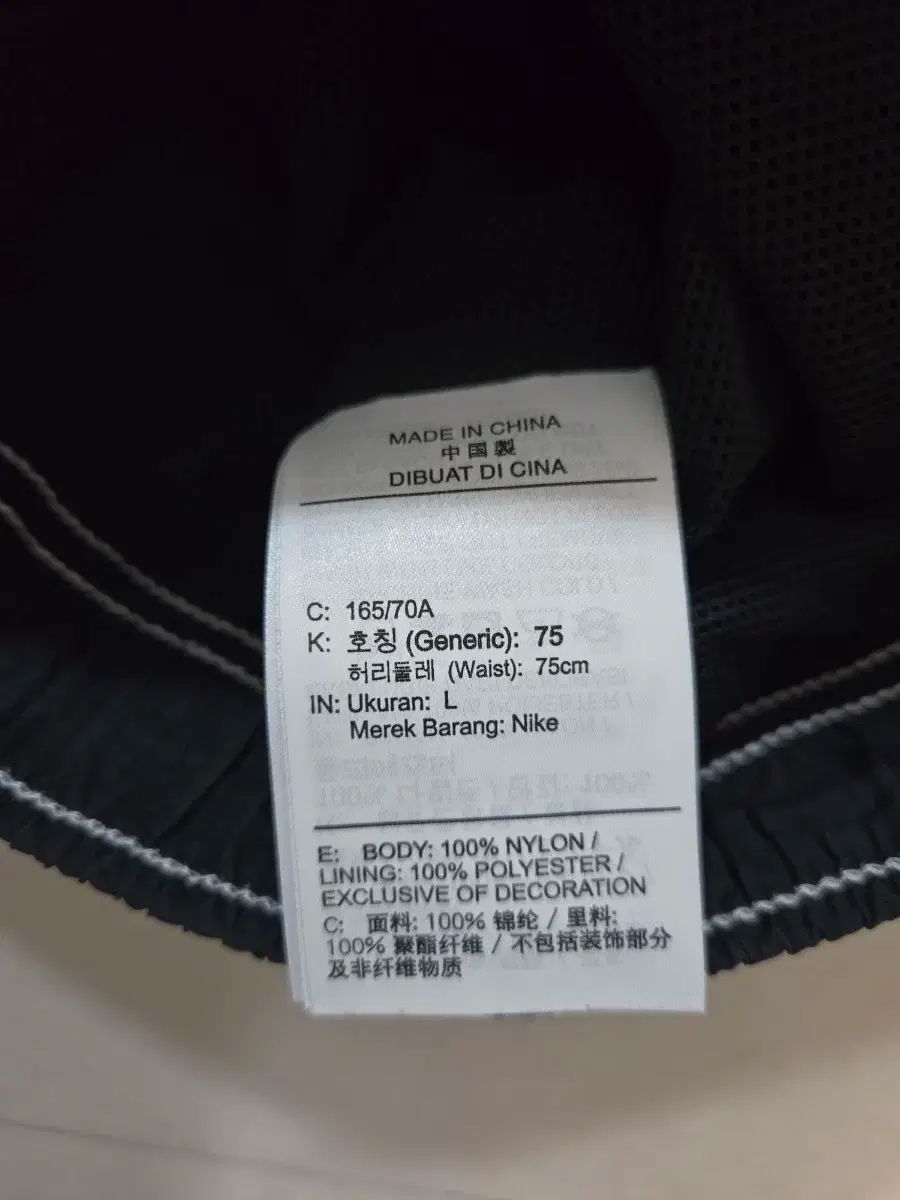 MADE IN CHINA
中国製
DIBUAT DI CINA
C: 165/70A
K: 호칭 (Generic): 75
허리둘레 (Waist): 75cm
IN: Ukuran: L
Merek Barang: Nike
E: BODY: 100% NYLON /
LINING: 100% POLYESTER /
EXCLUSIVE OF DECORATION
C: 面料: 100% 锦纶 / 里料:
100% 聚酯纤维 / 不包括装饰部分
及非纤维物质